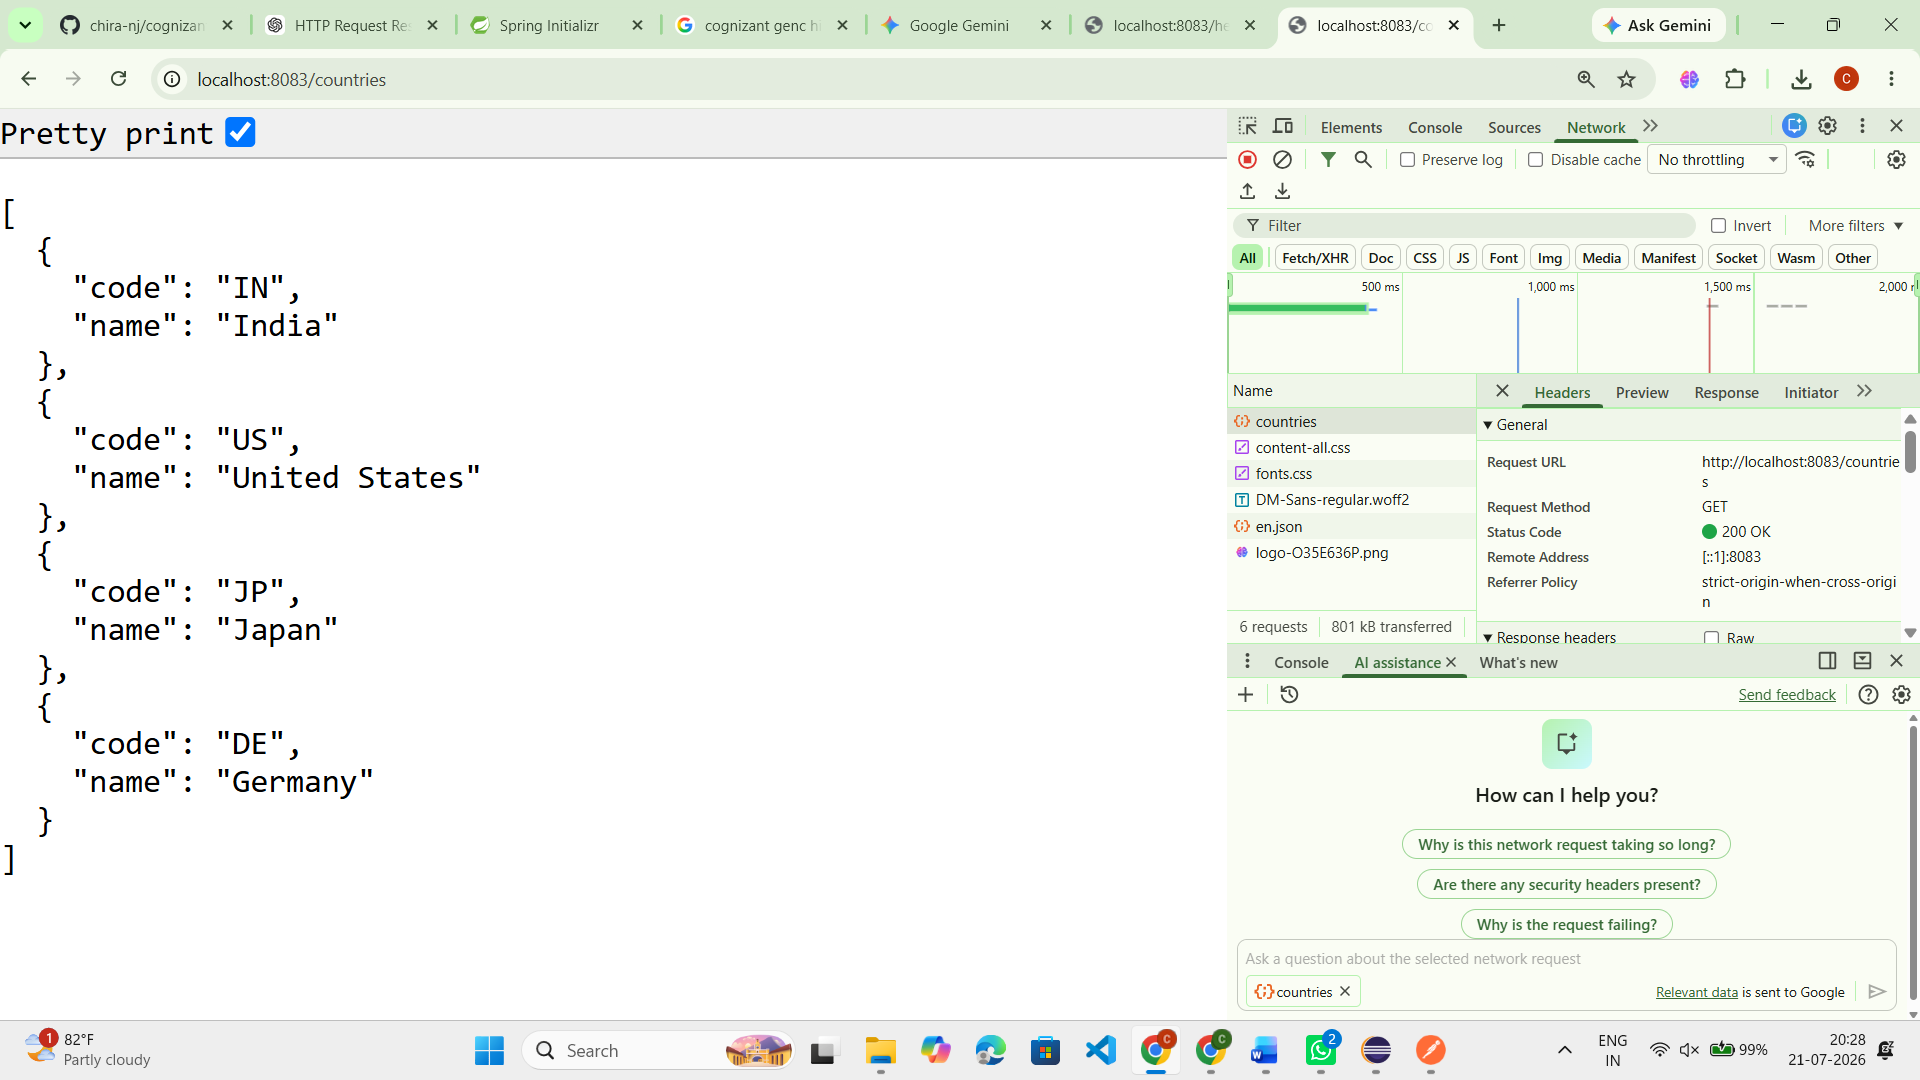 chira-nj/cognizan
HTTP Request Res
Spring Initializr
cognizant genc hi
Google Gemini
localhost:8083/he
localhost:8083/co
Ask Gemini
localhost:8083/countries
C
Pretty print
[
{
"code": "IN",
"name": "India"
},
{
"code": "US",
"name": "United States"
},
{
"code": "JP",
"name": "Japan"
},
{
"code": "DE",
"name": "Germany"
}
]
Elements Console Sources Network
Preserve log Disable cache No throttling
Filter Invert More filters
All Fetch/XHR Doc CSS JS Font Img Media Manifest Socket Wasm Other
500 ms 1,000 ms 1,500 ms 2,000 r
Name
countries
content-all.css
fonts.css
DM-Sans-regular.woff2
en.json
logo-O35E636P.png
6 requests 801 kB transferred
Headers Preview Response Initiator
General
Request URL http://localhost:8083/countrie
s
Request Method GET
Status Code 200 OK
Remote Address [::1]:8083
Referrer Policy strict-origin-when-cross-origi
n
Response headers Raw
Console AI assistance What's new
Send feedback
How can I help you?
Why is this network request taking so long?
Are there any security headers present?
Why is the request failing?
Ask a question about the selected network request
countries
Relevant data is sent to Google
1
82°F
Partly cloudy
Search
C
C
2
ENG
IN
99%
20:28
21-07-2026